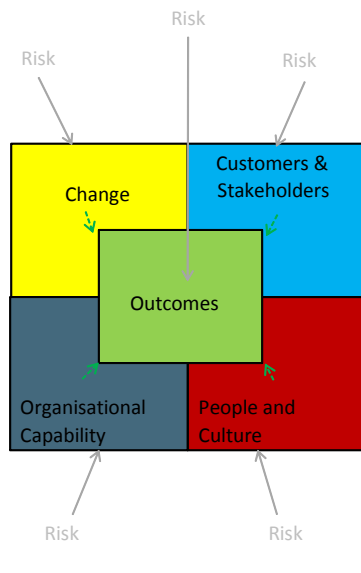 Risk
Risk
Risk
Change
Customers &
Stakeholders
Outcomes
Organisational
Capability
People and
Culture
Risk
Risk